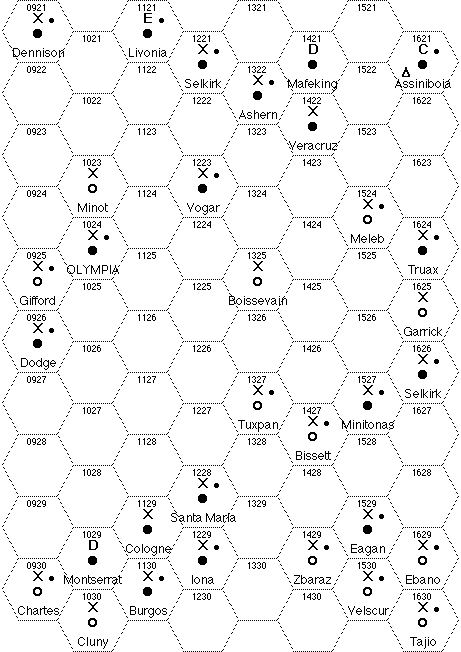 0921 1121 1321 1521
X E
Dennison Livonia
1021 1221 1421 1621
X D C
Selkirk Mafeking Assiniboia
0922 1122 1322 1522
X
Ashern
1022 1222 1422 1622
X
Veracruz
0923 1123 1323 1523
1023 1223 1423 1623
X X
Minot Yogar
0924 1124 1324 1524
X
Meleb
1024 1224 1424 1624
X X
OLYMPIA Truax
0925 1125 1325 1525
X X
Gifford Boissevain
1025 1225 1425 1625
X
Garrick
0926 1126 1326 1526
X
Dodge
1026 1226 1426 1626
X
Selkirk
0927 1127 1327 1527
X X
Tuxpan Minitonas
1027 1227 1427 1627
X
Bissett
0928 1128 1328 1528
1028 1228 1428 1628
X
Santa Maria
0929 1129 1329 1529
X X
Cologne Eagan
1029 1229 1429 1629
D X X X
Montserrat Iona Zbaraz Ebano
0930 1130 1330 1530
X X X
Chartes Burgos Velscur
1030 1230 1430 1630
X X
Cluny Tajio